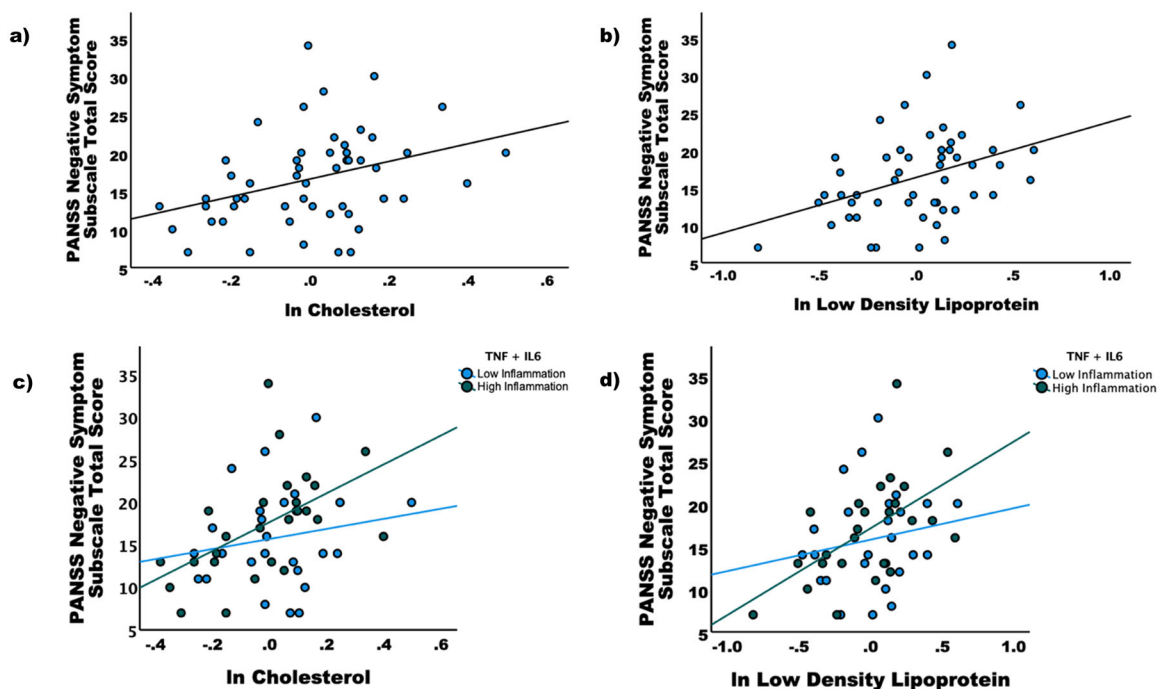 a)
PANSS Negative Symptom
Subscale Total Score
35
30
25
20
15
10
5
-.4 -.2 .0 .2 .4 .6
ln Cholesterol
b)
PANSS Negative Symptom
Subscale Total Score
35
30
25
20
15
10
5
-1.0 -.5 .0 .5 1.0
ln Low Density Lipoprotein
c)
PANSS Negative Symptom
Subscale Total Score
35
30
25
20
15
10
5
-.4 -.2 .0 .2 .4 .6
ln Cholesterol
TNF + IL6
Low Inflammation
High Inflammation
d)
PANSS Negative Symptom
Subscale Total Score
35
30
25
20
15
10
5
-1.0 -.5 .0 .5 1.0
ln Low Density Lipoprotein
TNF + IL6
Low Inflammation
High Inflammation